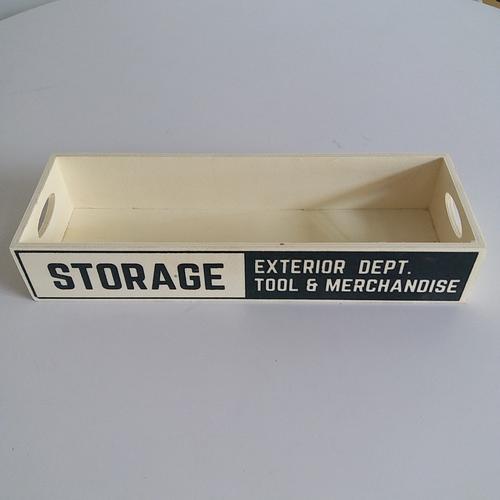 STORAGE
EXTERIOR DEPT.
TOOL & MERCHANDISE